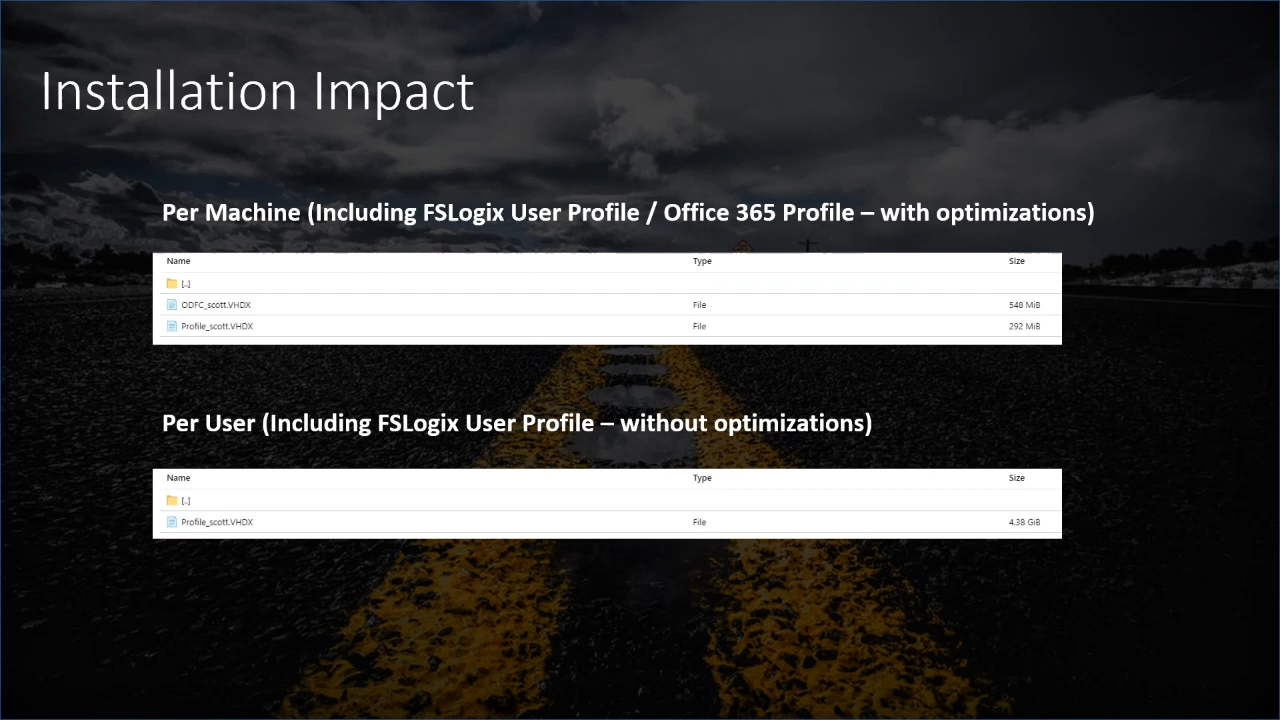 Installation Impact
Per Machine (Including FSLogix User Profile / Office 365 Profile – with optimizations)
Name Type Size
[..]
ODFC_scott.VHDX File 548 MiB
Profile_scott.VHDX File 292 MiB
Per User (Including FSLogix User Profile – without optimizations)
Name Type Size
[..]
Profile_scott.VHDX File 4.38 GiB